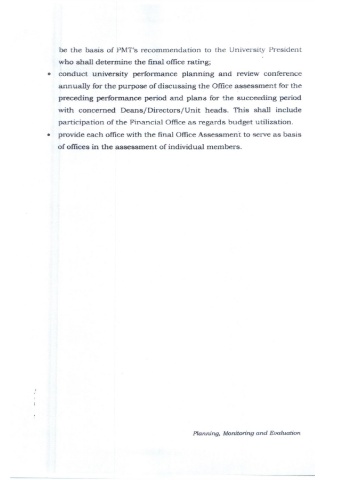 be the basis of PMT's recommendation to the University President
who shall determine the final office rating;
• conduct university performance planning and review conference
annually for the purpose of discussing the Office assessment for the
preceding performance period and plans for the succeeding period
with concerned Deans/Directors/Unit heads. This shall include
participation of the Financial Office as regards budget utilization.
• provide each office with the final Office Assessment to serve as basis
of offices in the assessment of individual members.
Planning, Monitoring and Evaluation